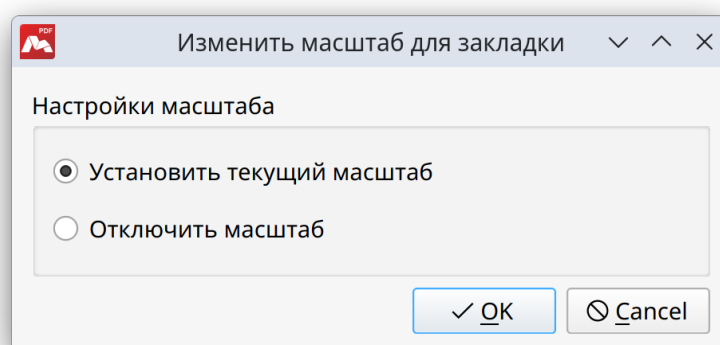 PDF
Изменить масштаб для закладки
Настройки масштаба
Установить текущий масштаб
Отключить масштаб
OK
Cancel